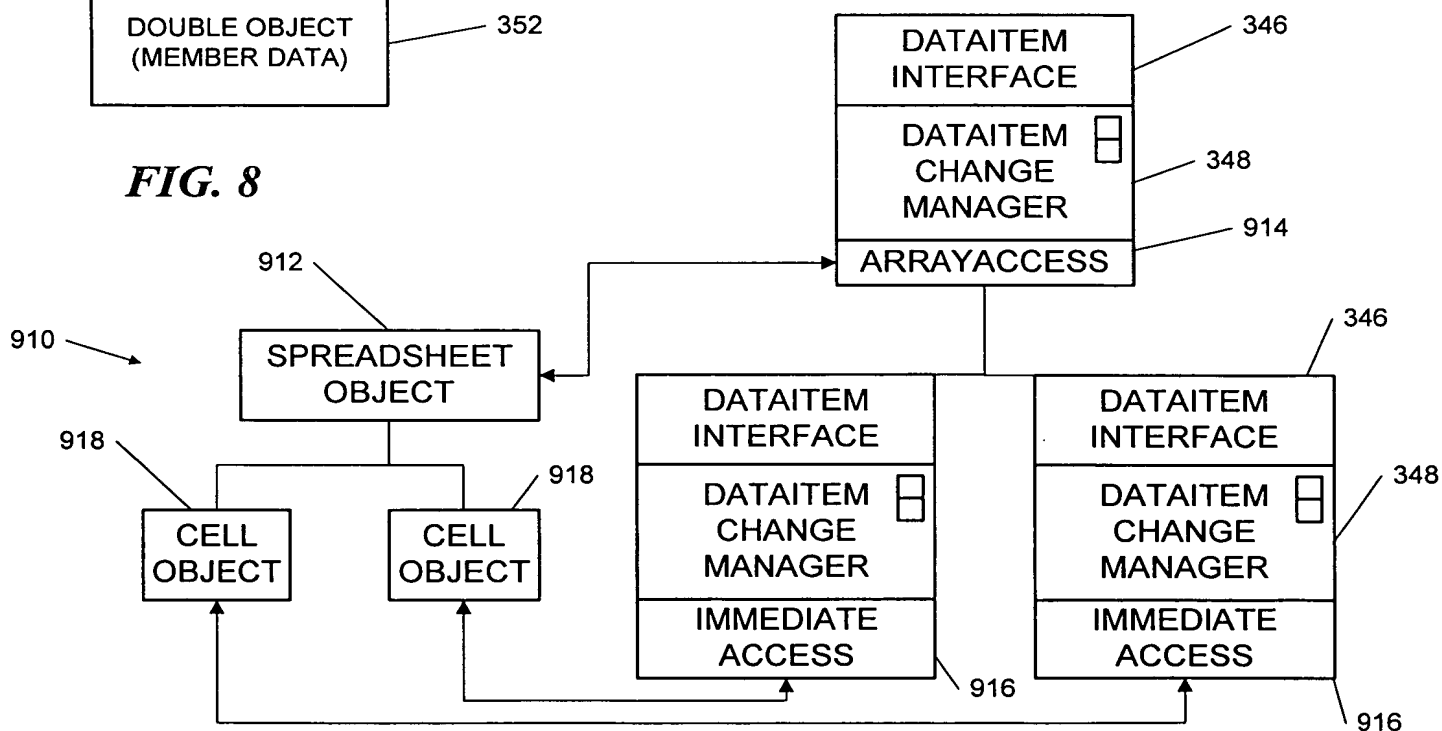 DOUBLE OBJECT
(MEMBER DATA)
352
FIG. 8
DATAITEM
INTERFACE
346
DATAITEM
CHANGE
MANAGER
348
ARRAYACCESS
914
912
910
SPREADSHEET
OBJECT
918
CELL
OBJECT
918
CELL
OBJECT
DATAITEM
INTERFACE
DATAITEM
CHANGE
MANAGER
IMMEDIATE
ACCESS
916
346
DATAITEM
INTERFACE
DATAITEM
CHANGE
MANAGER
348
IMMEDIATE
ACCESS
916